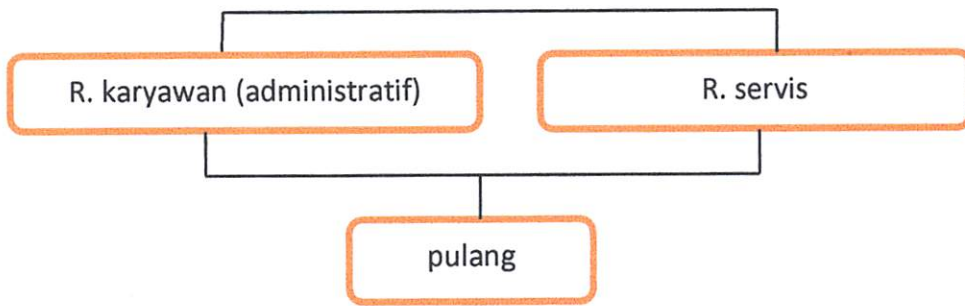 R. karyawan (administratif)
R. servis
pulang